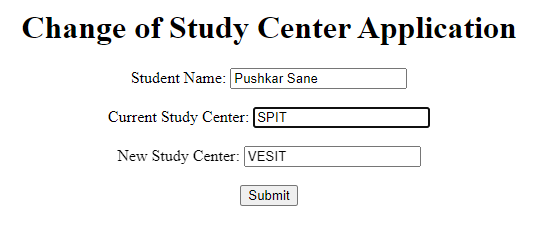 Change of Study Center Application
Student Name: Pushkar Sane
Current Study Center: SPIT
New Study Center: VESIT
Submit